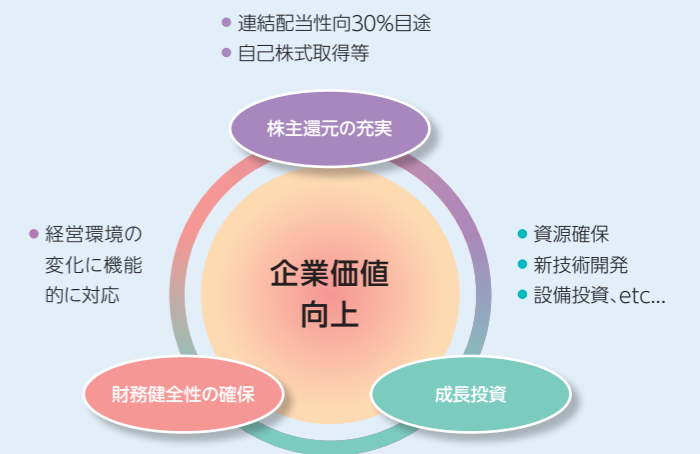 ● 連結配当性向30%目途
● 自己株式取得等
株主還元の充実
● 経営環境の
変化に機能
的に対応
企業価値
向上
● 資源確保
● 新技術開発
● 設備投資、etc...
財務健全性の確保
成長投資